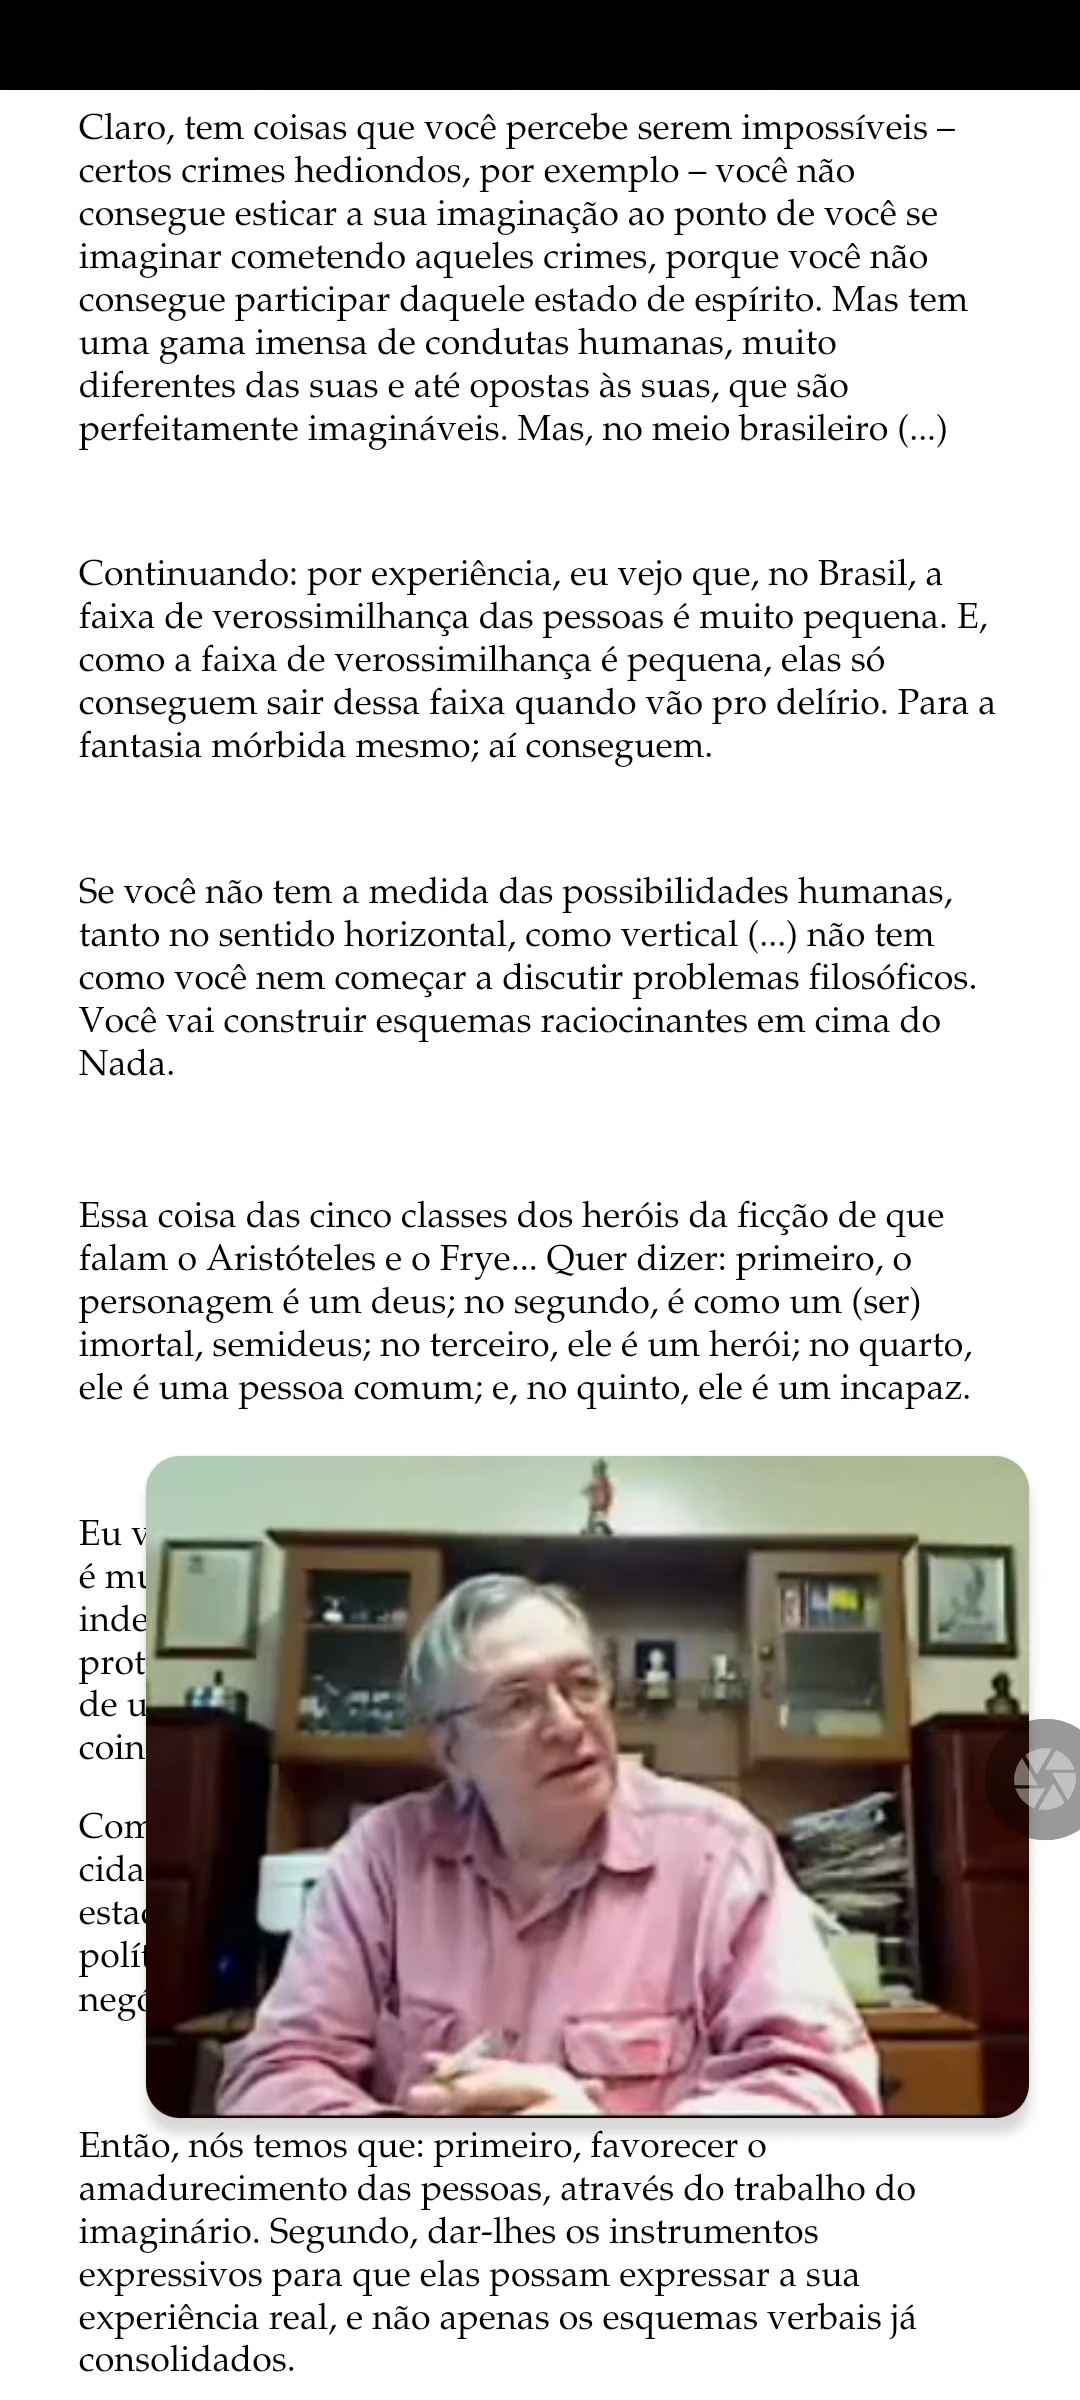 Claro, tem coisas que você percebe serem impossíveis –
certos crimes hediondos, por exemplo – você não
consegue esticar a sua imaginação ao ponto de você se
imaginar cometendo aqueles crimes, porque você não
consegue participar daquele estado de espírito. Mas tem
uma gama imensa de condutas humanas, muito
diferentes das suas e até opostas às suas, que são
perfeitamente imagináveis. Mas, no meio brasileiro (...)
Continuando: por experiência, eu vejo que, no Brasil, a
faixa de verossimilhança das pessoas é muito pequena. E,
como a faixa de verossimilhança é pequena, elas só
conseguem sair dessa faixa quando vão pro delírio. Para a
fantasia mórbida mesmo; aí conseguem.
Se você não tem a medida das possibilidades humanas,
tanto no sentido horizontal, como vertical (...) não tem
como você nem começar a discutir problemas filosóficos.
Você vai construir esquemas raciocinantes em cima do
Nada.
Essa coisa das cinco classes dos heróis da ficção de que
falam o Aristóteles e o Frye... Quer dizer: primeiro, o
personagem é um deus; no segundo, é como um (ser)
imortal, semideus; no terceiro, ele é um herói; no quarto,
ele é uma pessoa comum; e, no quinto, ele é um incapaz.
Eu
é
de
Então, nós temos que: primeiro, favorecer o
amadurecimento das pessoas, através do trabalho do
imaginário. Segundo, dar-lhes os instrumentos
expressivos para que elas possam expressar a sua
experiência real, e não apenas os esquemas verbais já
consolidados.